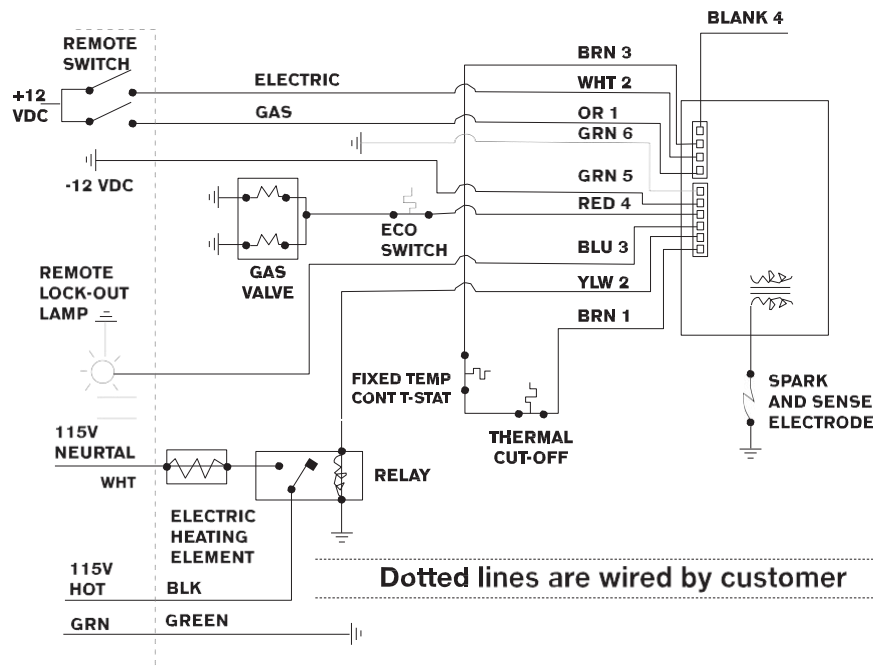 BLANK 4
REMOTE
SWITCH
BRN 3
ELECTRIC
WHT 2
+12
VDC
GAS
OR 1
GRN 6
-12 VDC
GRN 5
RED 4
ECO
SWITCH
BLU 3
GAS
VALVE
REMOTE
LOCK-OUT
LAMP
YLW 2
BRN 1
FIXED TEMP
CONT T-STAT
SPARK
AND SENSE
ELECTRODE
THERMAL
CUT-OFF
115V
NEURTAL
WHT
RELAY
ELECTRIC
HEATING
ELEMENT
115V
HOT
BLK
Dotted lines are wired by customer
GRN
GREEN